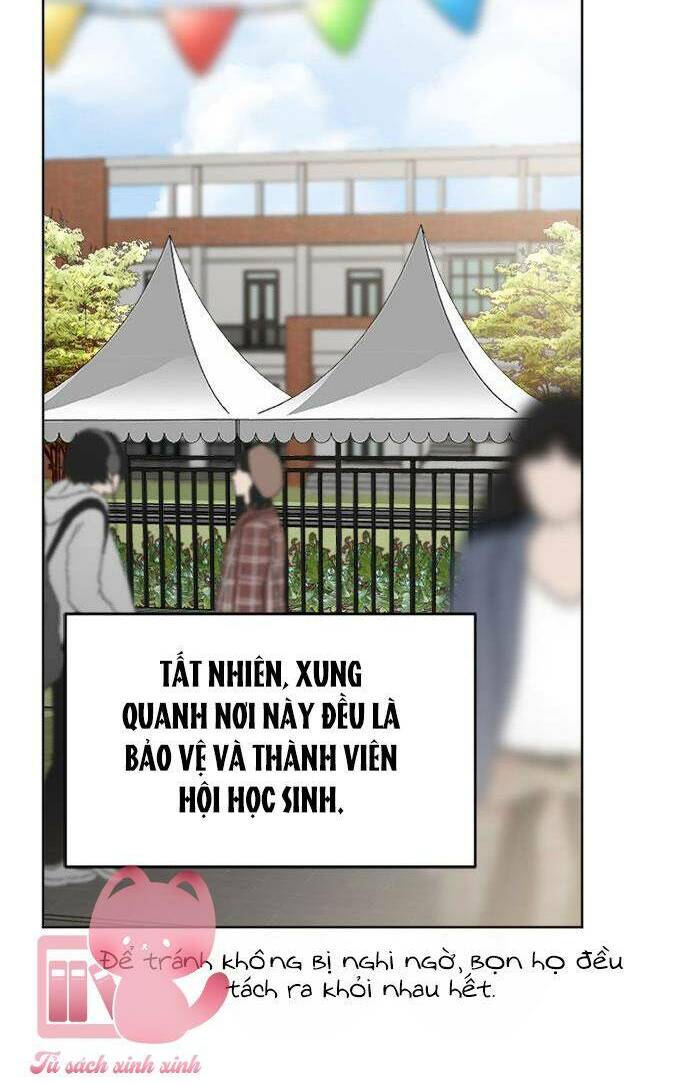 TẤT NHIÊN, XUNG
QUANH NƠI NÀY ĐỀU LÀ
BẢO VỆ VÀ THÀNH VIÊN
HỘI HỌC SINH.
Để tránh không bị nghi ngờ, bọn họ đều
tách ra khỏi nhau hết.
Tủ sách xinh xinh